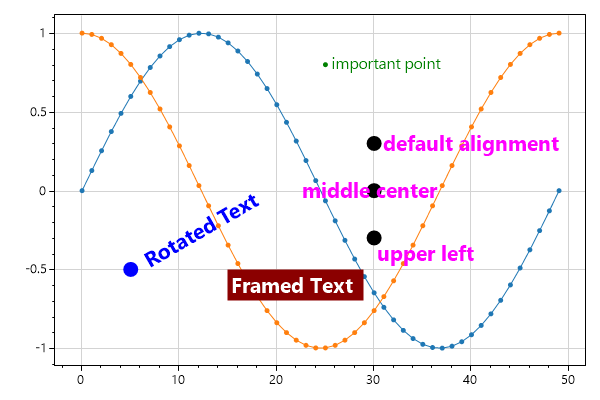 1
important point
0.5
default alignment
0
middle center
Rotated Text
upper left
-0.5
Framed Text
-1
0
10
20
30
40
50